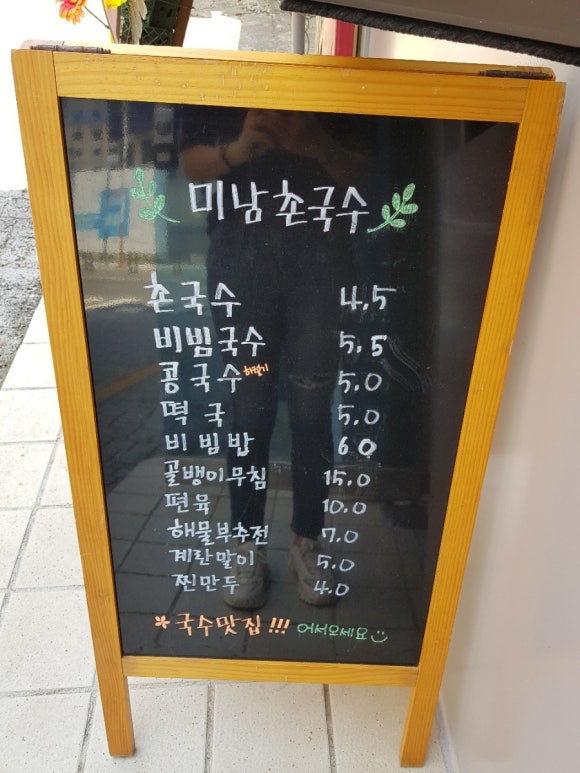 미남촌국수
촌국수 4.5
비빔국수 5.5
콩국수 하절기 5.0
떡국 5.0
비빔밥 6.0
골뱅이무침 15.0
편육 10.0
해물부추전 7.0
계란말이 5.0
찐만두 4.0
* 국수맛집!!! 어서오세요